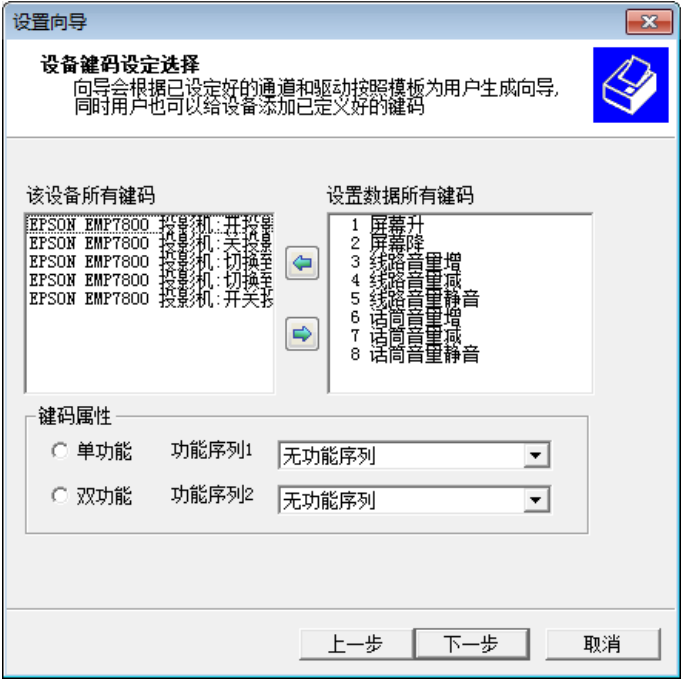 设置向导
设备键码设定选择
向导会根据已设定好的通道和驱动按照模板为用户生成向导,
同时用户也可以给设备添加已定义好的键码
该设备所有键码
EPSON EMP7800 投影机:开投影
EPSON EMP7800 投影机:关投影
EPSON EMP7800 投影机:切换到
EPSON EMP7800 投影机:切换至
EPSON EMP7800 投影机:开关投
设置数据所有键码
1 屏幕升
2 屏幕降
3 线路音量增
4 线路音量减
5 线路音量静音
6 话筒音量增
7 话筒音量减
8 话筒音量静音
键码属性
单功能 功能序列1 无功能序列
双功能 功能序列2 无功能序列
上一步 下一步 取消